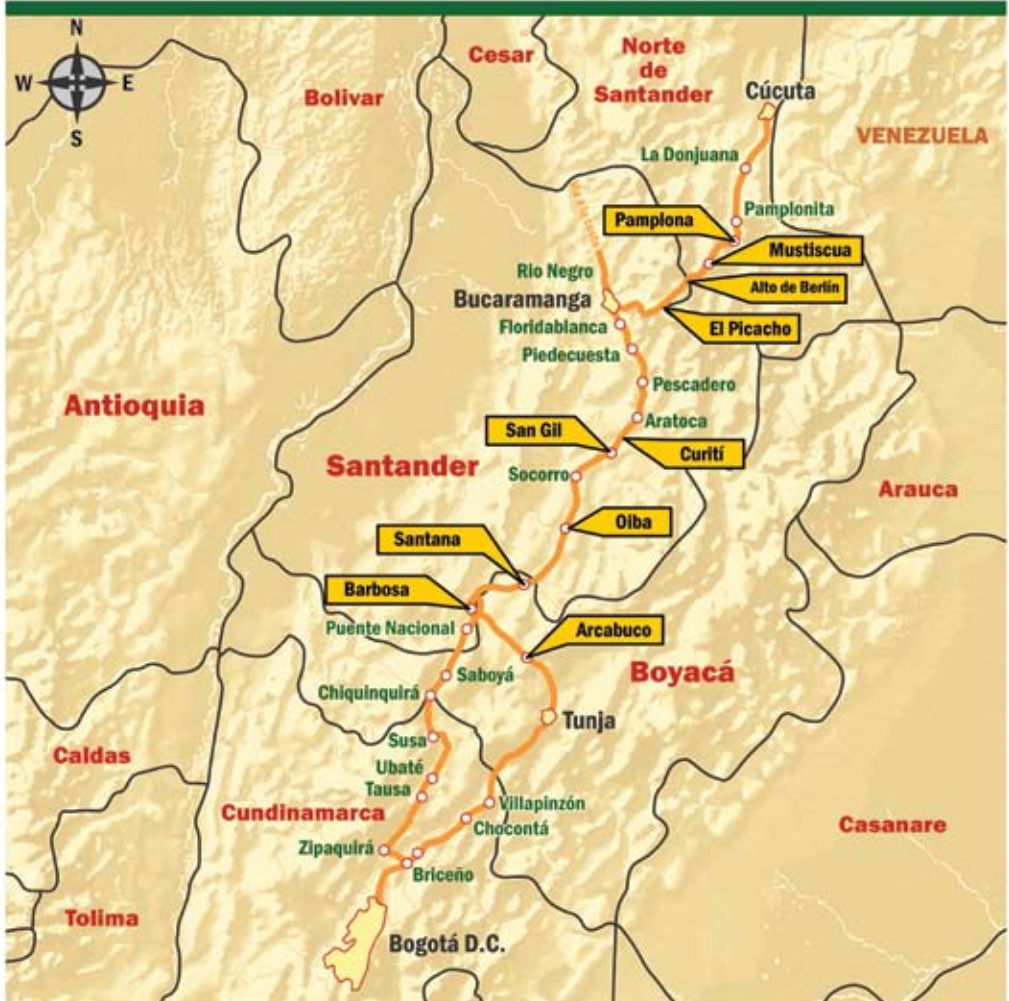 N
W
E
S
Cesar
Norte
de
Santander
Bolivar
Cúcuta
VENEZUELA
La Donjuana
Pamplonita
Pamplona
Mustiscua
Alto de Berlín
Rio Negro
Bucaramanga
El Picacho
Floridablanca
Piedecuesta
Pescadero
Antioquia
Aratoca
San Gil
Curití
Santander
Socorro
Arauca
Oiba
Santana
Barbosa
Puente Nacional
Arcabuco
Saboyá
Boyacá
Chiquinquirá
Tunja
Susa
Caldas
Ubaté
Tausa
Villapinzón
Cundinamarca
Chocontá
Casanare
Zipaquirá
Briceño
Tolima
Bogotá D.C.